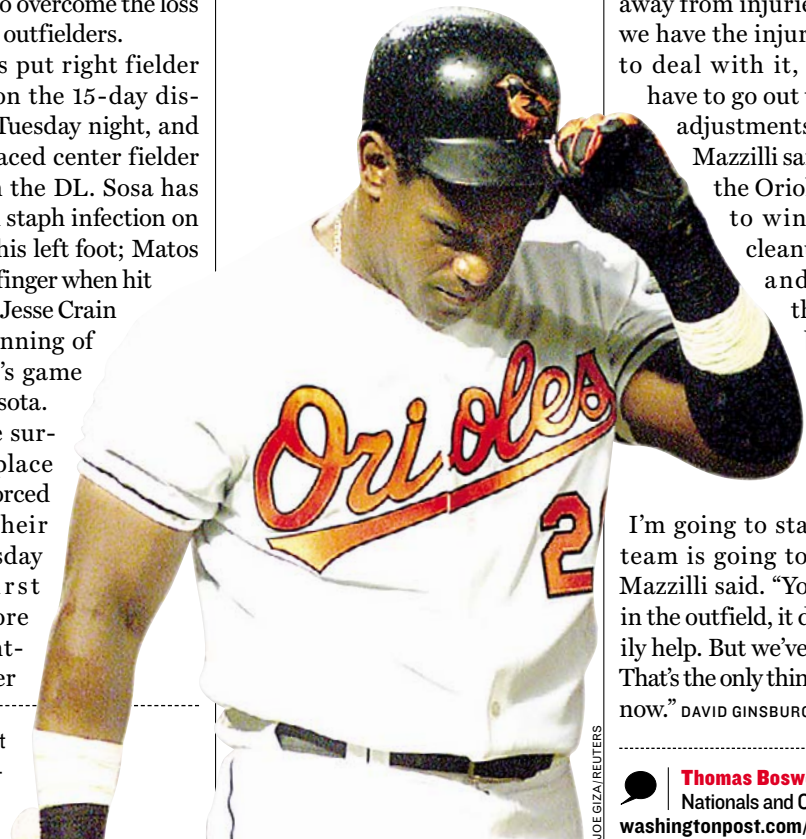 o overcome the loss
outfielders.
s put right fielder
on the 15-day dis-
Tuesday night, and
aced center fielder
the DL. Sosa has
staph infection on
his left foot; Matos
finger when hit
Jesse Crain
nning of
’s game
sota.
e sur-
place
orced
heir
sday
rst
ore
t-
er
t
Orioles
2
JOE GIZA/REUTERS
away from injurie
we have the injur
to deal with it,
have to go out
adjustments
Mazzilli sa
the Oriol
to win
clean
and
th
I’m going to sta
team is going to
Mazzilli said. “Yo
in the outfield, it d
ily help. But we’ve
That’s the only thin
now.” DAVID GINSBURG
Thomas Bosw
Nationals and O
washingtonpost.com/